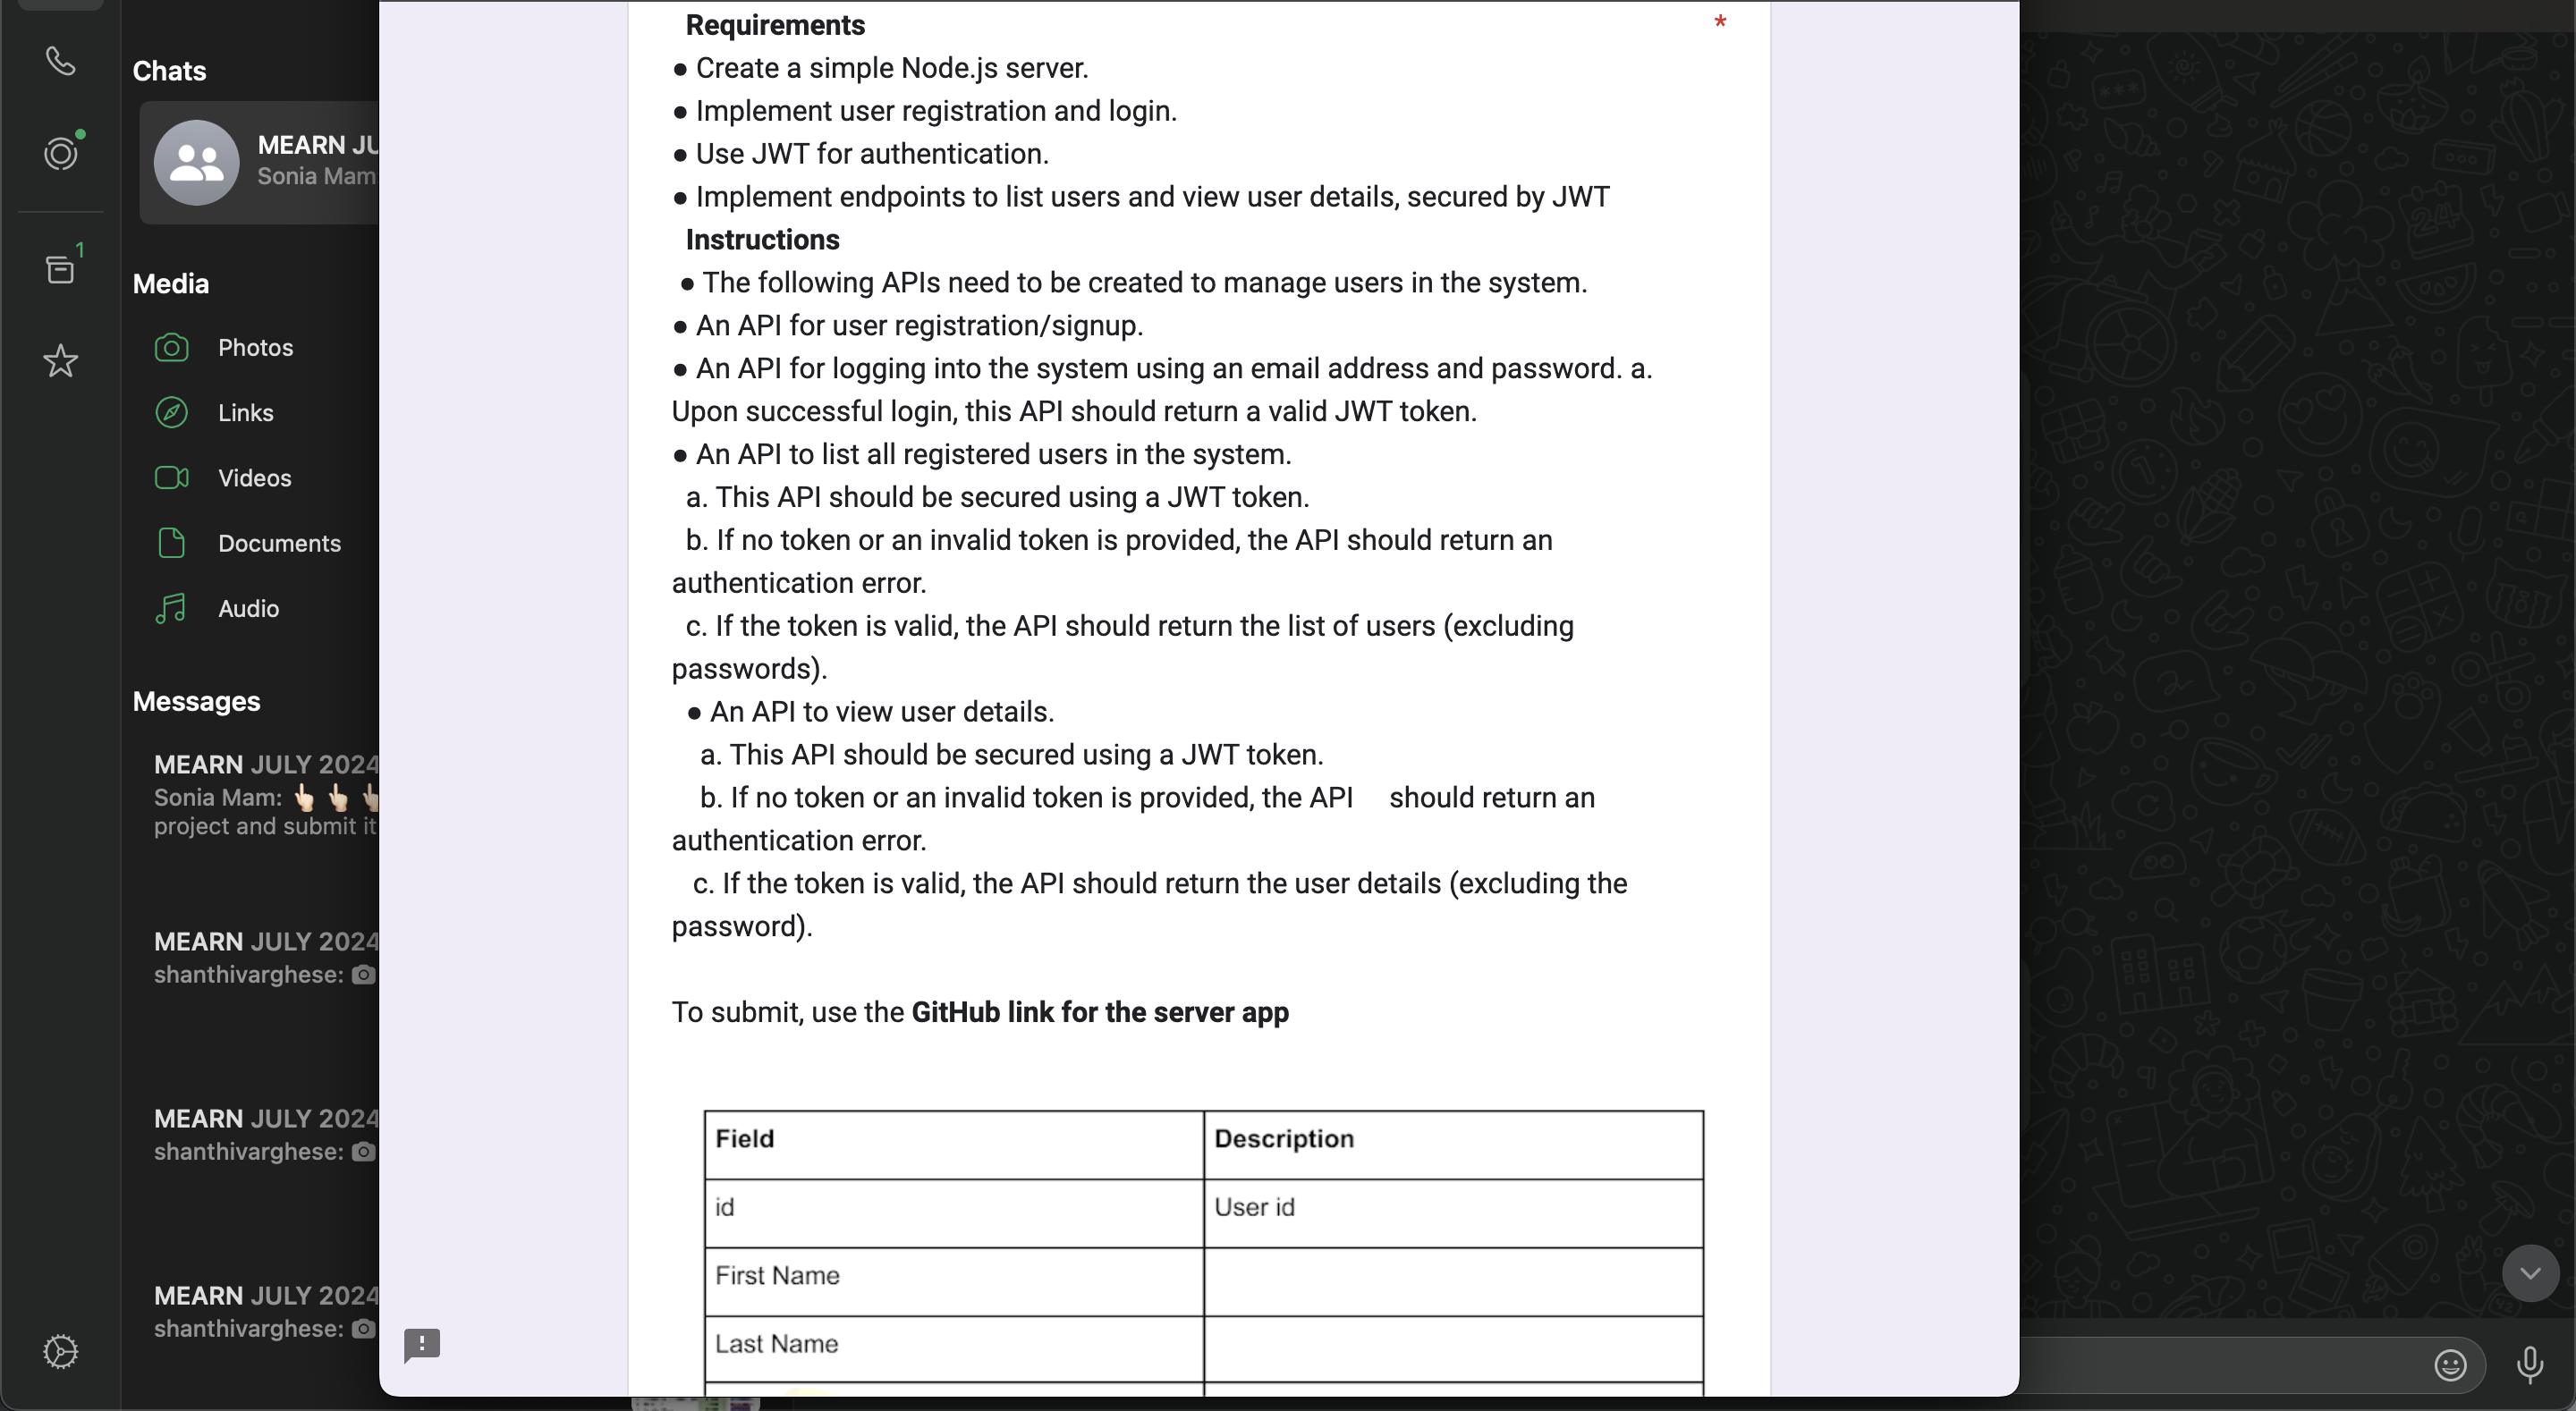 Chats
MEARN JU
Sonia Mam
1
Media
Photos
Links
Videos
Documents
Audio
Messages
MEARN JULY 2024
Sonia Mam: 👆🏻 👆🏻
project and submit it
MEARN JULY 2024
shanthivarghese:
MEARN JULY 2024
shanthivarghese:
MEARN JULY 2024
shanthivarghese:
Requirements *
● Create a simple Node.js server.
● Implement user registration and login.
● Use JWT for authentication.
● Implement endpoints to list users and view user details, secured by JWT
Instructions
● The following APIs need to be created to manage users in the system.
● An API for user registration/signup.
● An API for logging into the system using an email address and password. a.
Upon successful login, this API should return a valid JWT token.
● An API to list all registered users in the system.
a. This API should be secured using a JWT token.
b. If no token or an invalid token is provided, the API should return an
authentication error.
c. If the token is valid, the API should return the list of users (excluding
passwords).
● An API to view user details.
a. This API should be secured using a JWT token.
b. If no token or an invalid token is provided, the API should return an
authentication error.
c. If the token is valid, the API should return the user details (excluding the
password).
To submit, use the GitHub link for the server app
Field Description
id User id
First Name
Last Name